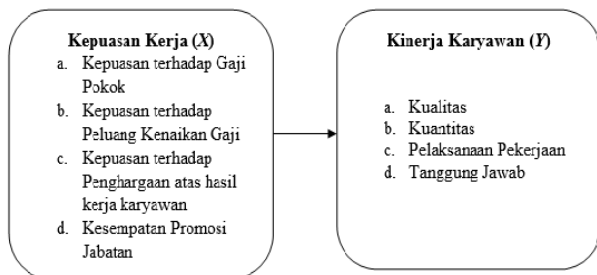 Kepuasan Kerja (X)
a. Kepuasan terhadap Gaji
Pokok
b. Kepuasan terhadap
Peluang Kenaikan Gaji
c. Kepuasan terhadap
Penghargaan atas hasil
kerja karyawan
d. Kesempatan Promosi
Jabatan
Kinerja Karyawan (Y)
a. Kualitas
b. Kuantitas
c. Pelaksanaan Pekerjaan
d. Tanggung Jawab